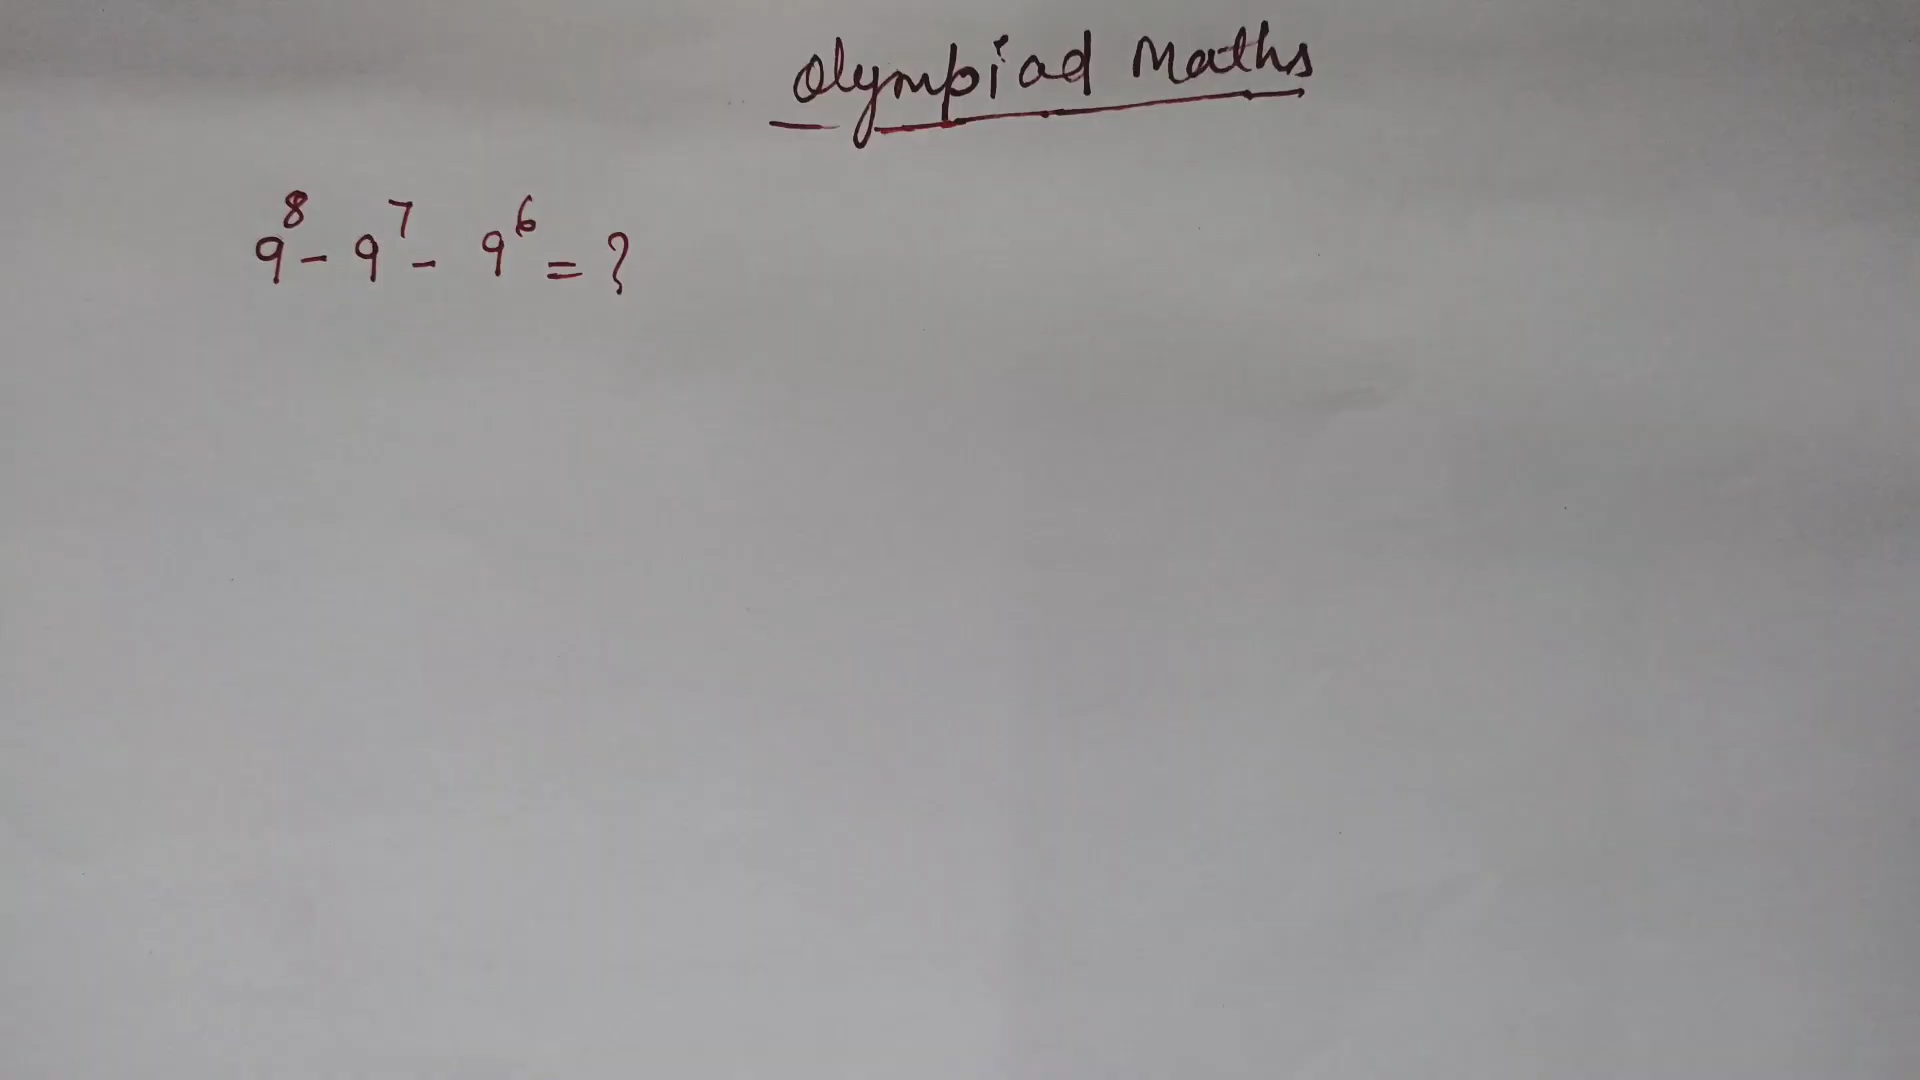 Olympiad Maths
9⁸ - 9⁷ - 9⁶ = ?